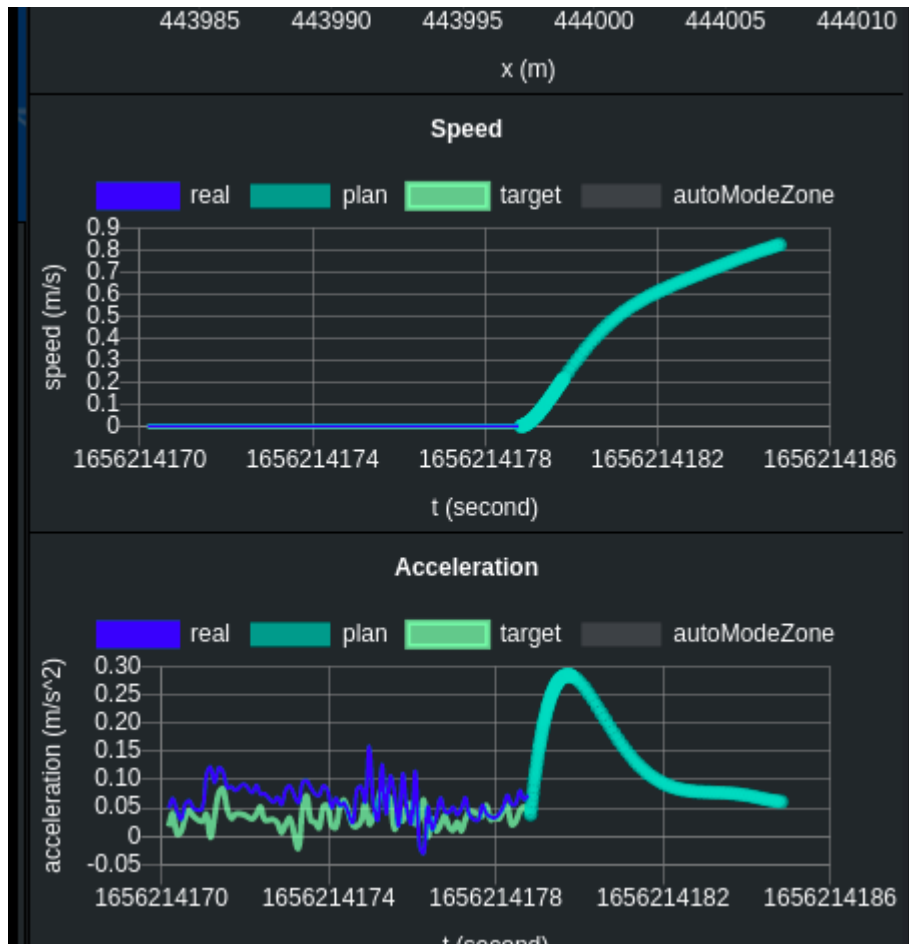 443985 443990 443995 444000 444005 444010
x (m)
Speed
real plan target autoModeZone
speed (m/s)
0.9
0.8
0.7
0.6
0.5
0.4
0.3
0.2
0.1
0
1656214170 1656214174 1656214178 1656214182 1656214186
t (second)
Acceleration
real plan target autoModeZone
acceleration (m/s^2)
0.30
0.25
0.20
0.15
0.10
0.05
0
-0.05
1656214170 1656214174 1656214178 1656214182 1656214186
t (second)